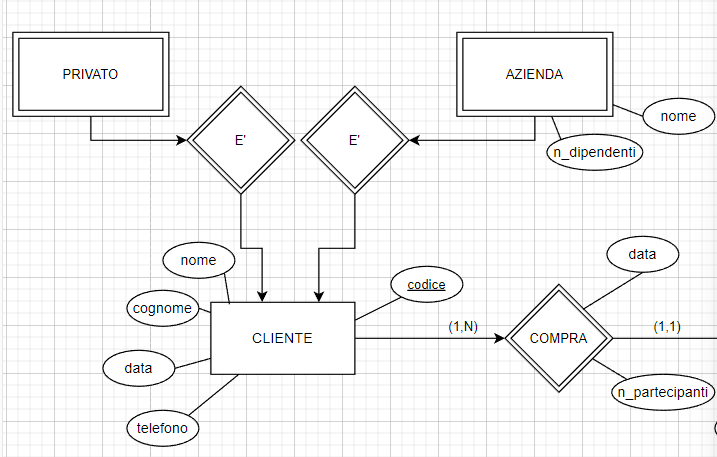 PRIVATO
AZIENDA
nome
E'
E'
n_dipendenti
nome
data
codice
cognome
(1,N)
(1,1)
CLIENTE
COMPRA
data
n_partecipanti
telefono